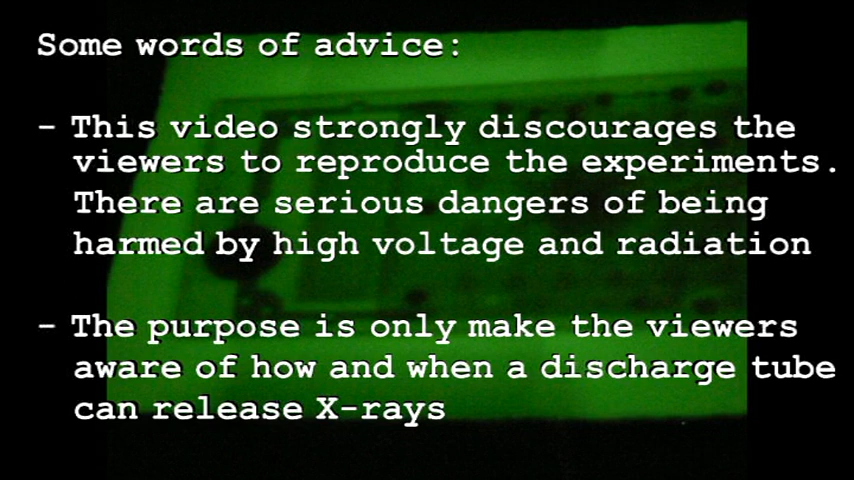 Some words of advice:
- This video strongly discourages the
viewers to reproduce the experiments.
There are serious dangers of being
harmed by high voltage and radiation
- The purpose is only make the viewers
aware of how and when a discharge tube
can release X-rays